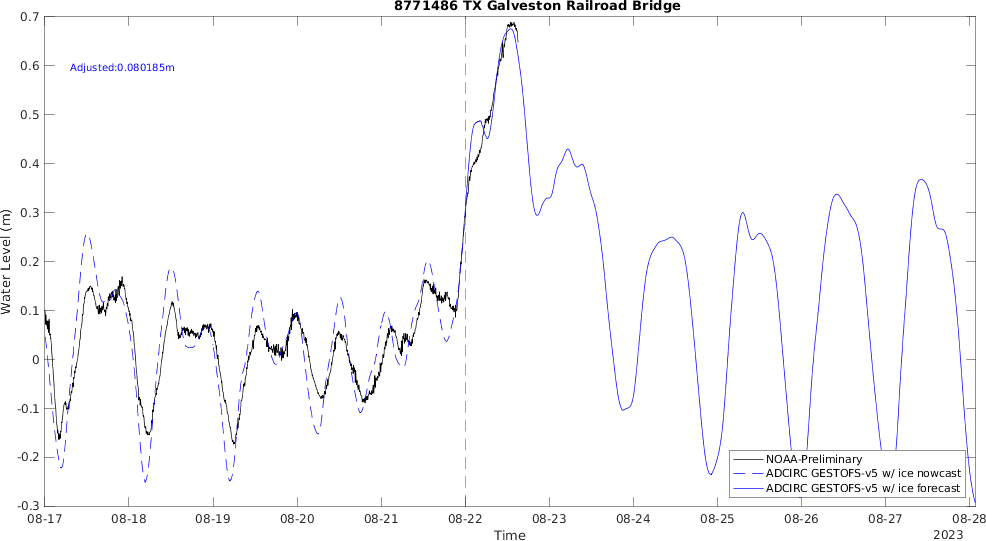 8771486 TX Galveston Railroad Bridge
Adjusted:0.080185m
Water Level (m)
0.7
0.6
0.5
0.4
0.3
0.2
0.1
0
-0.1
-0.2
-0.3
NOAA-Preliminary
ADCIRC GESTOFS-v5 w/ ice nowcast
ADCIRC GESTOFS-v5 w/ ice forecast
08-17 08-18 08-19 08-20 08-21 08-22 08-23 08-24 08-25 08-26 08-27 08-28
Time
2023